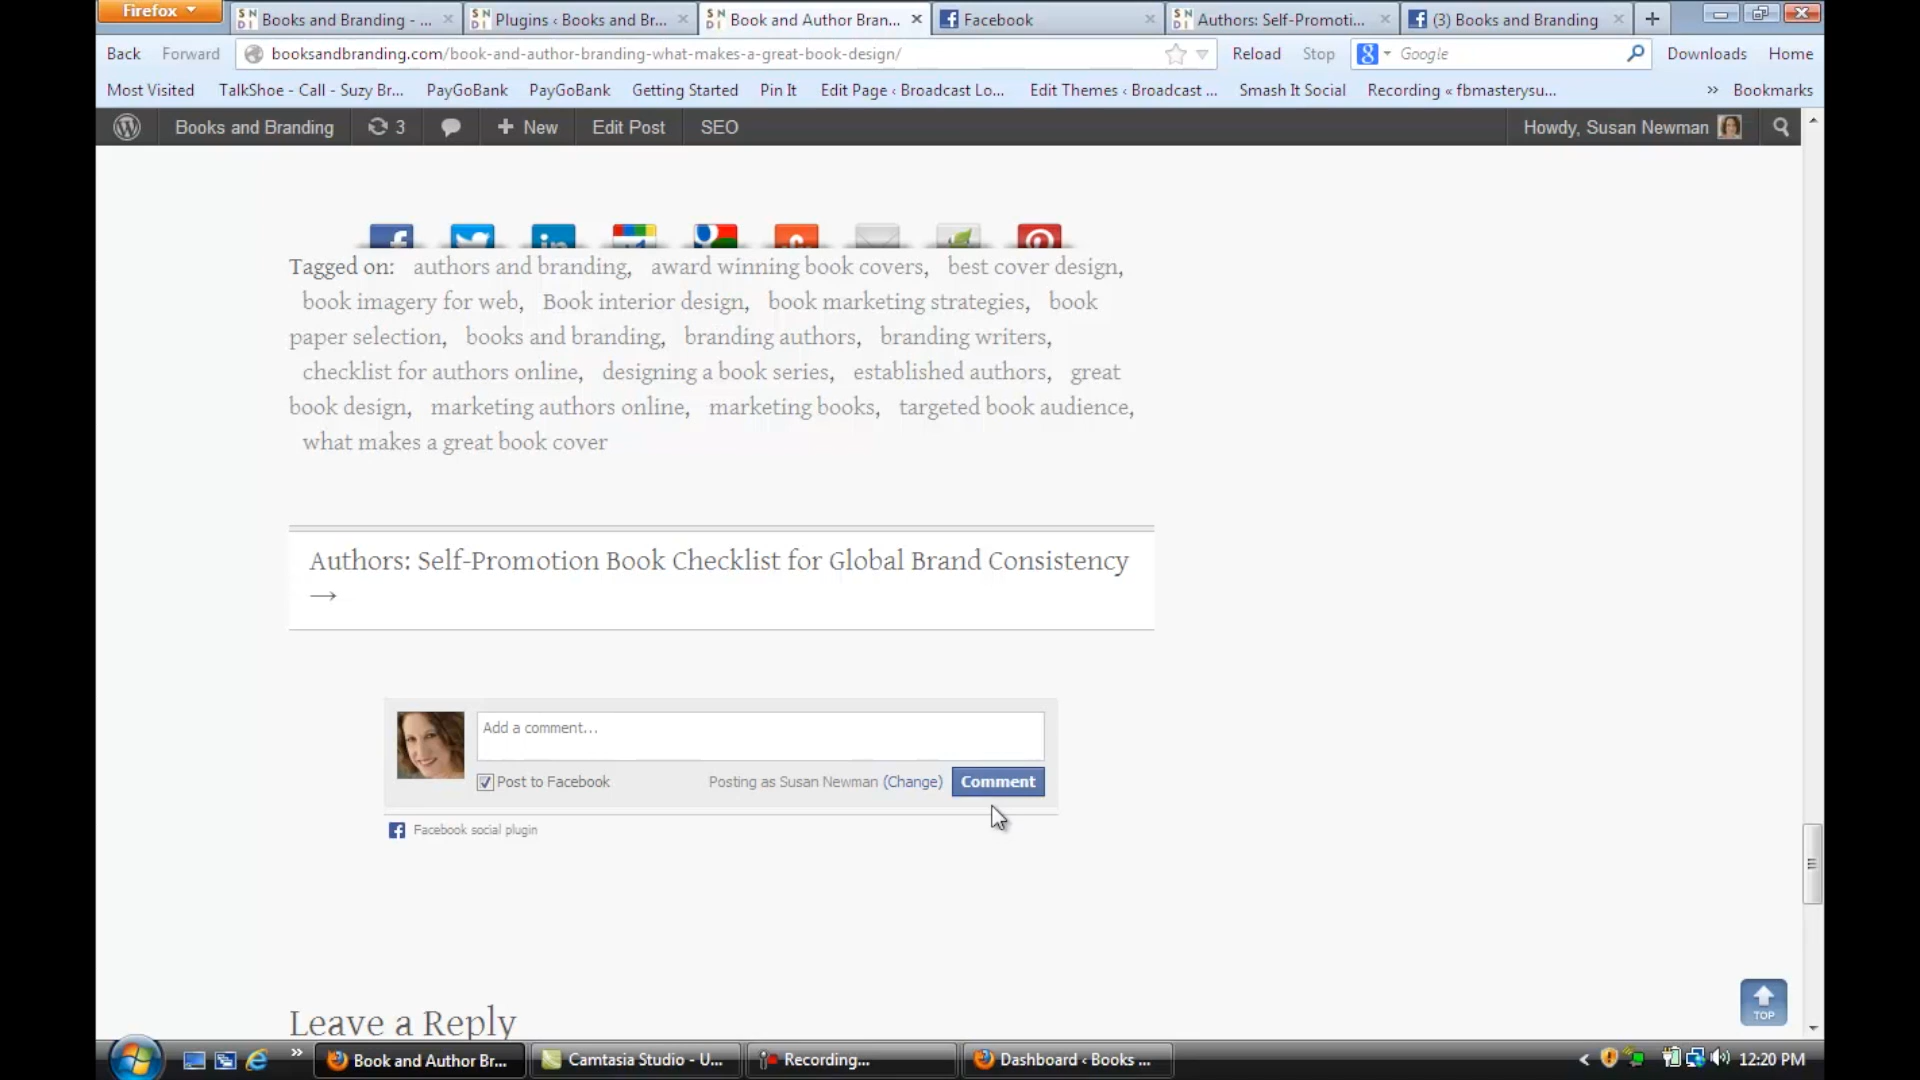 Firefox
Books and Branding - ...
Plugins ‹ Books and Br...
Book and Author Bran...
Facebook
Authors: Self-Promoti...
(3) Books and Branding
Back Forward booksandbranding.com/book-and-author-branding-what-makes-a-great-book-design/ Reload Stop Google Downloads Home
Most Visited TalkShoe - Call - Suzy Br... PayGoBank PayGoBank Getting Started Pin It Edit Page ‹ Broadcast Lo... Edit Themes ‹ Broadcast ... Smash It Social Recording « fbmasterysu... » Bookmarks
Books and Branding 3 + New Edit Post SEO Howdy, Susan Newman
Tagged on: authors and branding, award winning book covers, best cover design,
book imagery for web, Book interior design, book marketing strategies, book
paper selection, books and branding, branding authors, branding writers,
checklist for authors online, designing a book series, established authors, great
book design, marketing authors online, marketing books, targeted book audience,
what makes a great book cover
Authors: Self-Promotion Book Checklist for Global Brand Consistency
→
Add a comment...
Post to Facebook Posting as Susan Newman (Change) Comment
Facebook social plugin
TOP
Leave a Reply
» Book and Author Br... Camtasia Studio - U... Recording... Dashboard ‹ Books ... 12:20 PM